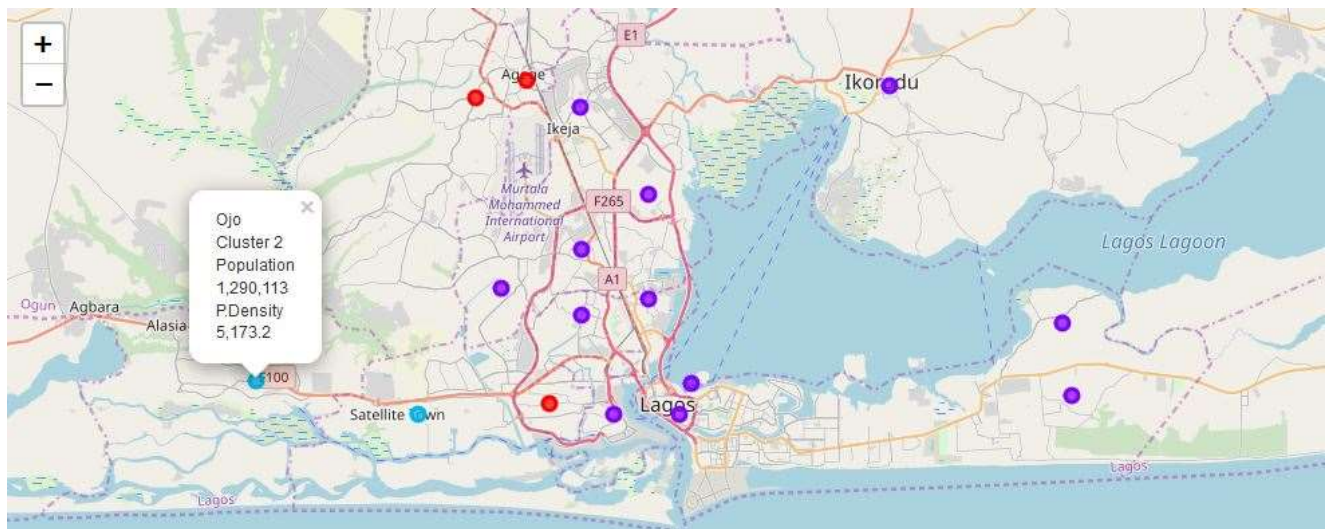 +
−
E1
Agege
Ikorodu
Ikeja
Murtala
Mohammed
International
Airport
F265
Lagos Lagoon
×
Ojo
Cluster 2
Population
1,290,113
P.Density
5,173.2
A1
Ogun
Agbara
Alasia
F100
Satellite Town
Lagos
Lagos
Lagos